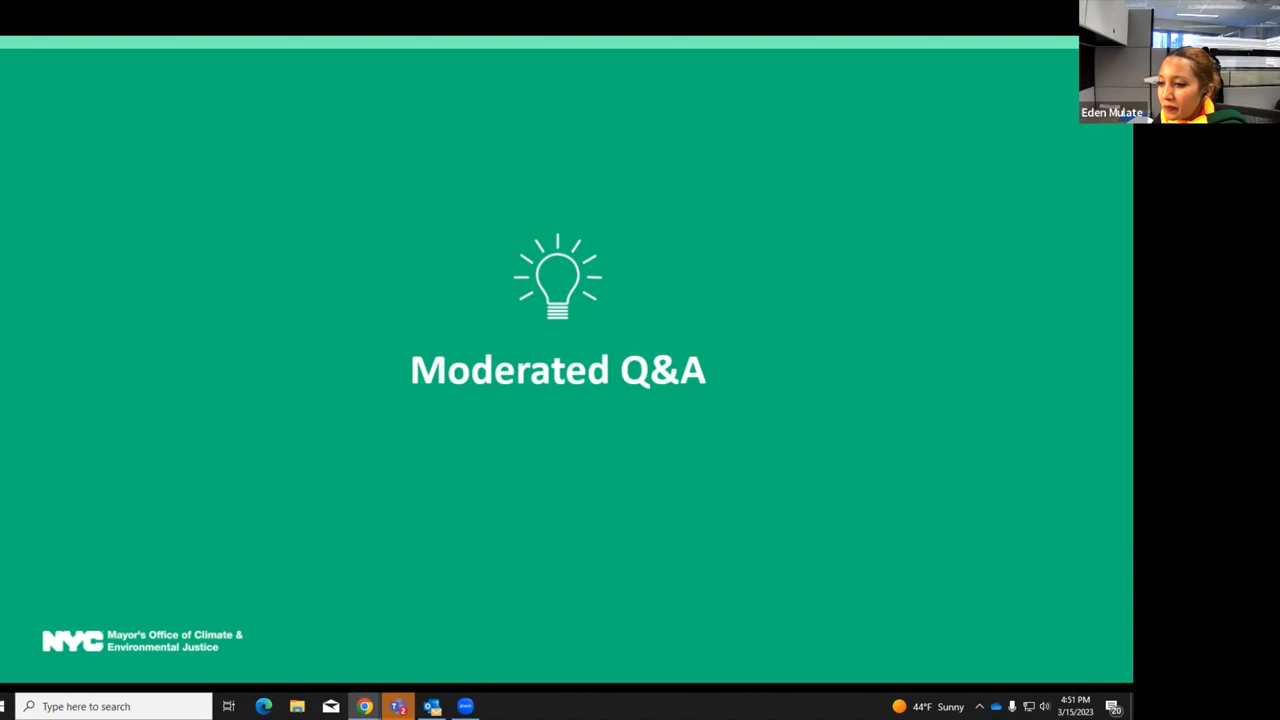 Eden Mulate
Moderated Q&A
NYC
Mayor's Office of Climate &
Environmental Justice
Type here to search
44°F Sunny
4:51 PM
3/15/2023
20